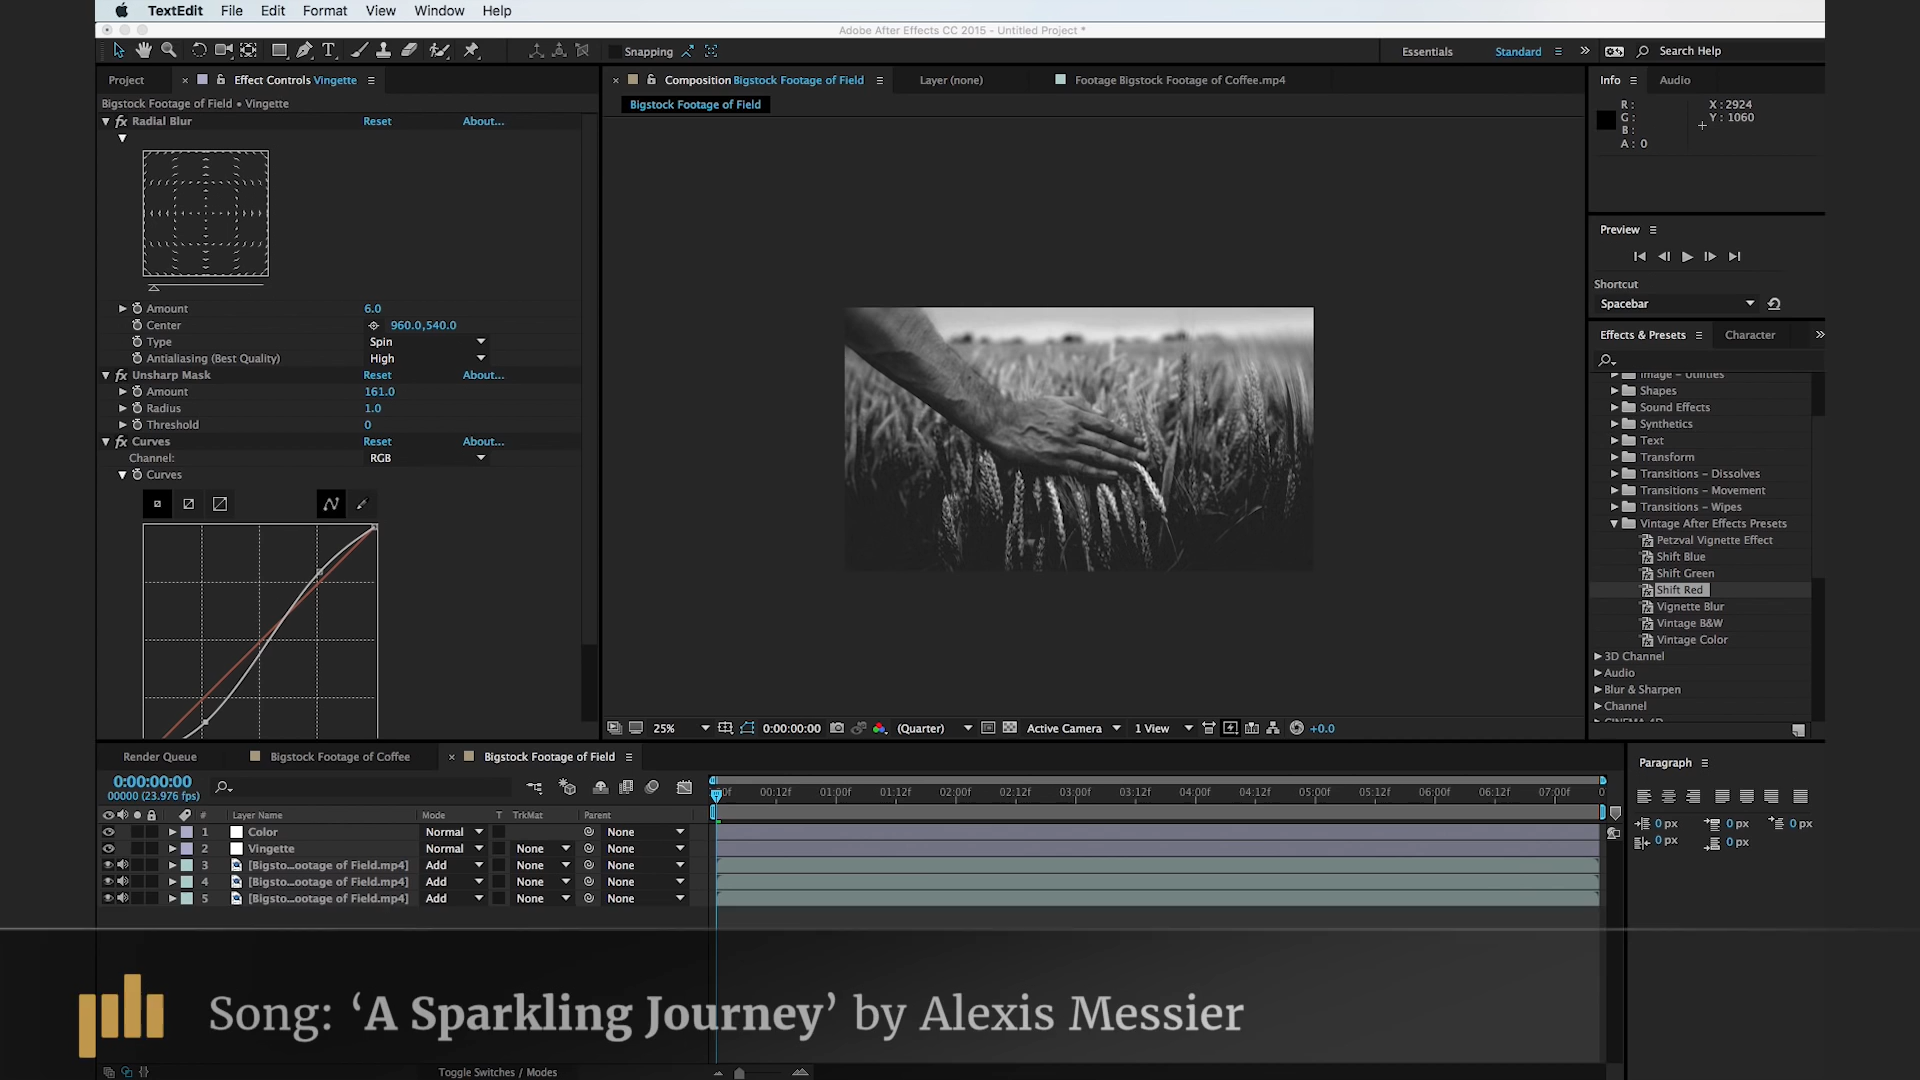 TextEdit File Edit Format View Window Help
Adobe After Effects CC 2015 - Untitled Project *
Snapping
Essentials Standard Search Help
Project Effect Controls Vingette
Composition Bigstock Footage of Field Layer (none) Footage Bigstock Footage of Coffee.mp4
Info Audio
Bigstock Footage of Field • Vingette
Bigstock Footage of Field
R: X: 2924
G: Y: 1060
B:
A: 0
fx Radial Blur Reset About...
Amount 6.0
Center 960.0,540.0
Type Spin
Antialiasing (Best Quality) High
fx Unsharp Mask Reset About...
Amount 161.0
Radius 1.0
Threshold 0
fx Curves Reset About...
Channel: RGB
Curves
Preview
Shortcut
Spacebar
Effects & Presets Character
Image – Utilities
Shapes
Sound Effects
Synthetics
Text
Transform
Transitions – Dissolves
Transitions – Movement
Transitions – Wipes
Vintage After Effects Presets
Petzval Vignette Effect
Shift Blue
Shift Green
Shift Red
Vignette Blur
Vintage B&W
Vintage Color
3D Channel
Audio
Blur & Sharpen
Channel
CINEMA 4D
25% 0:00:00:00 (Quarter) Active Camera 1 View +0.0
Render Queue Bigstock Footage of Coffee Bigstock Footage of Field
0:00:00:00
00000 (23.976 fps)
00f 00:12f 01:00f 01:12f 02:00f 02:12f 03:00f 03:12f 04:00f 04:12f 05:00f 05:12f 06:00f 06:12f 07:00f 0
# Layer Name Mode T TrkMat Parent
1 Color Normal None
2 Vingette Normal None None
3 [Bigsto...ootage of Field.mp4] Add None None
4 [Bigsto...ootage of Field.mp4] Add None None
5 [Bigsto...ootage of Field.mp4] Add None None
Paragraph
0 px 0 px 0 px
0 px 0 px
Song: ‘A Sparkling Journey’ by Alexis Messier
Toggle Switches / Modes